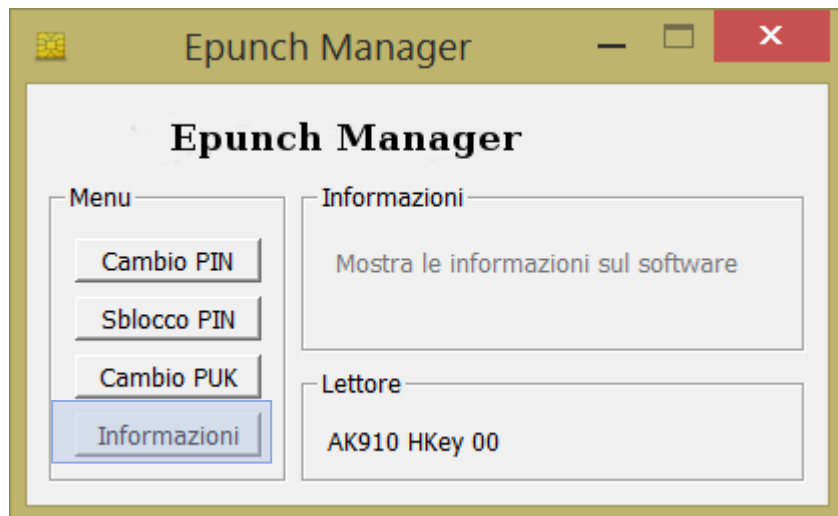 Epunch Manager
Epunch Manager
Menu
Cambio PIN
Sblocco PIN
Cambio PUK
Informazioni
Informazioni
Mostra le informazioni sul software
Lettore
AK910 HKey 00